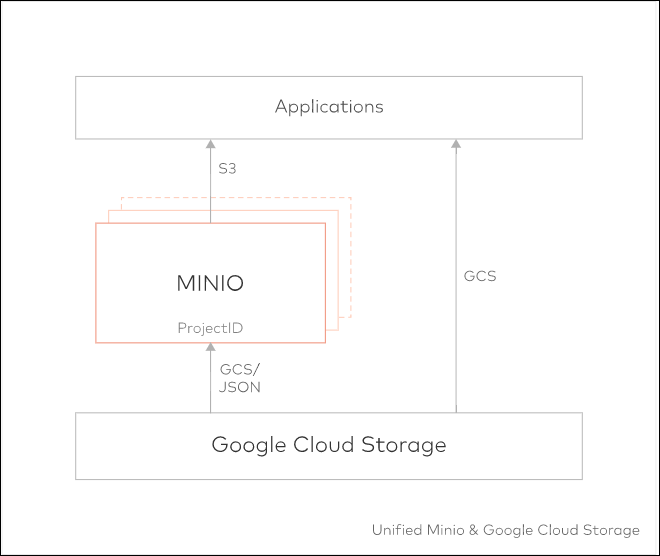 Applications
S3
MINIO
GCS
ProjectID
GCS/
JSON
Google Cloud Storage
Unified Minio & Google Cloud Storage